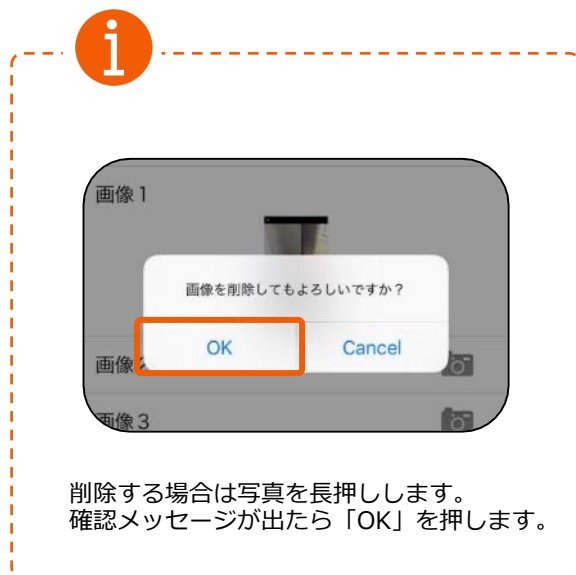 i
画像1
画像を削除してもよろしいですか?
OK
Cancel
画像2
画像3
削除する場合は写真を長押しします。
確認メッセージが出たら「OK」を押します。